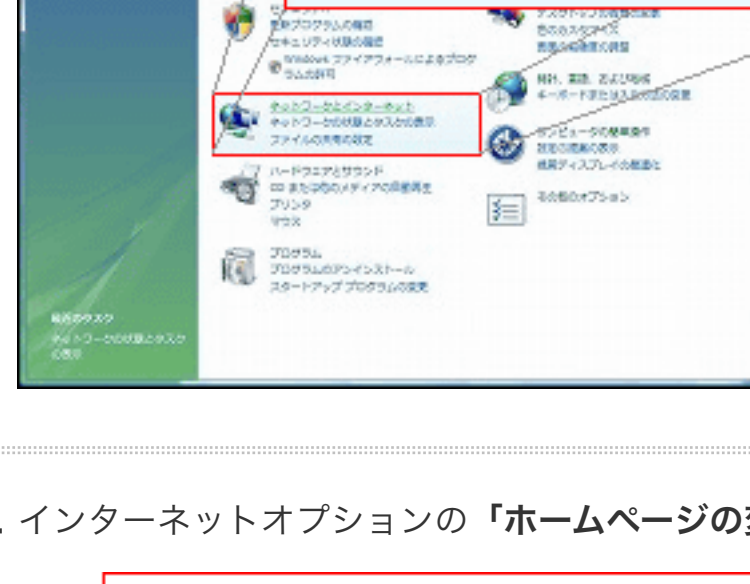 セキュリティ
更新プログラムの確認
セキュリティ状態の確認
Windows ファイアウォールによるプログ
ラムの許可
ネットワークとインターネット
ネットワークの状態とタスクの表示
ファイルの共有の設定
ハードウェアとサウンド
CD または他のメディアの自動再生
プリンタ
マウス
プログラム
プログラムのアンインストール
スタートアップ プログラムの変更
デスクトップの背景の変更
色のカスタマイズ
画面の解像度の調整
時計、言語、および地域
キーボードまたは入力方法の変更
コンピュータの簡単操作
設定の提案の表示
視覚ディスプレイの最適化
その他のオプション
最近のタスク
ネットワークの状態とタスク
の表示
. インターネットオプションの「ホームページの